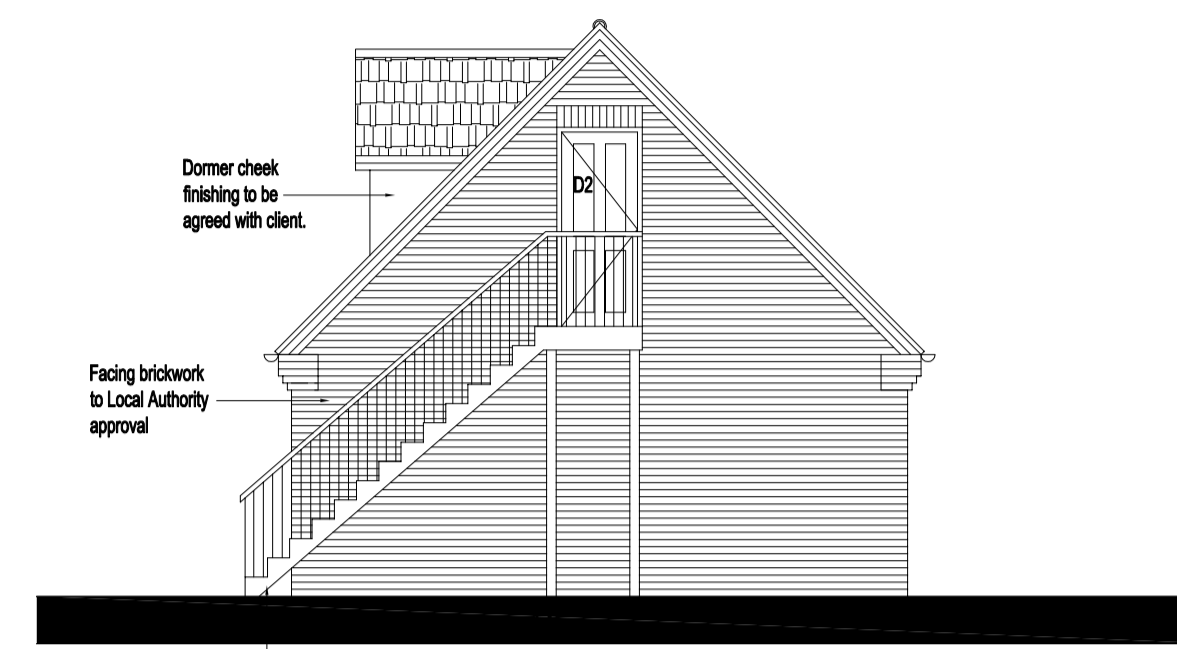 Dormer cheek
finishing to be
agreed with client.
D2
Facing brickwork
to Local Authority
approval